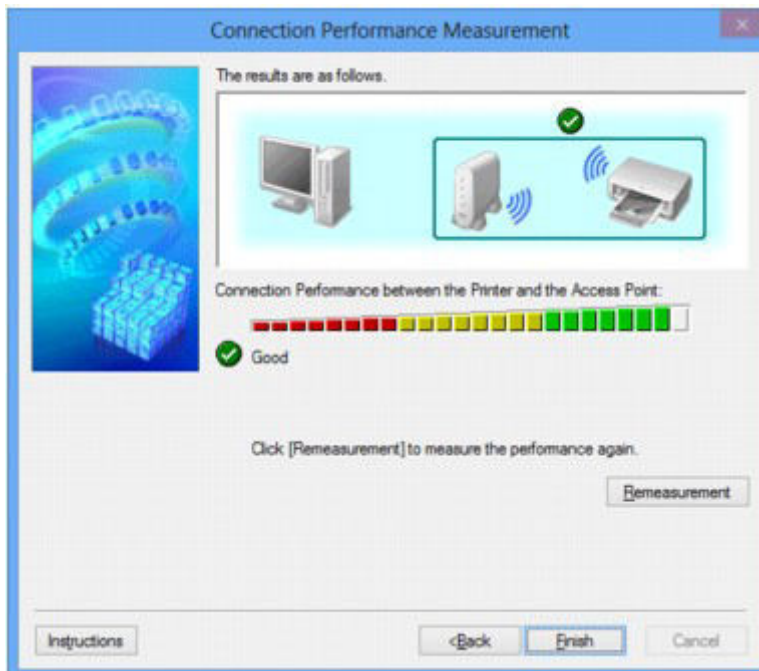 Connection Performance Measurement
The results are as follows.
Connection Performance between the Printer and the Access Point:
Good
Click [Remeasurement] to measure the performance again.
Remeasurement
Instructions
<Back
Finish
Cancel